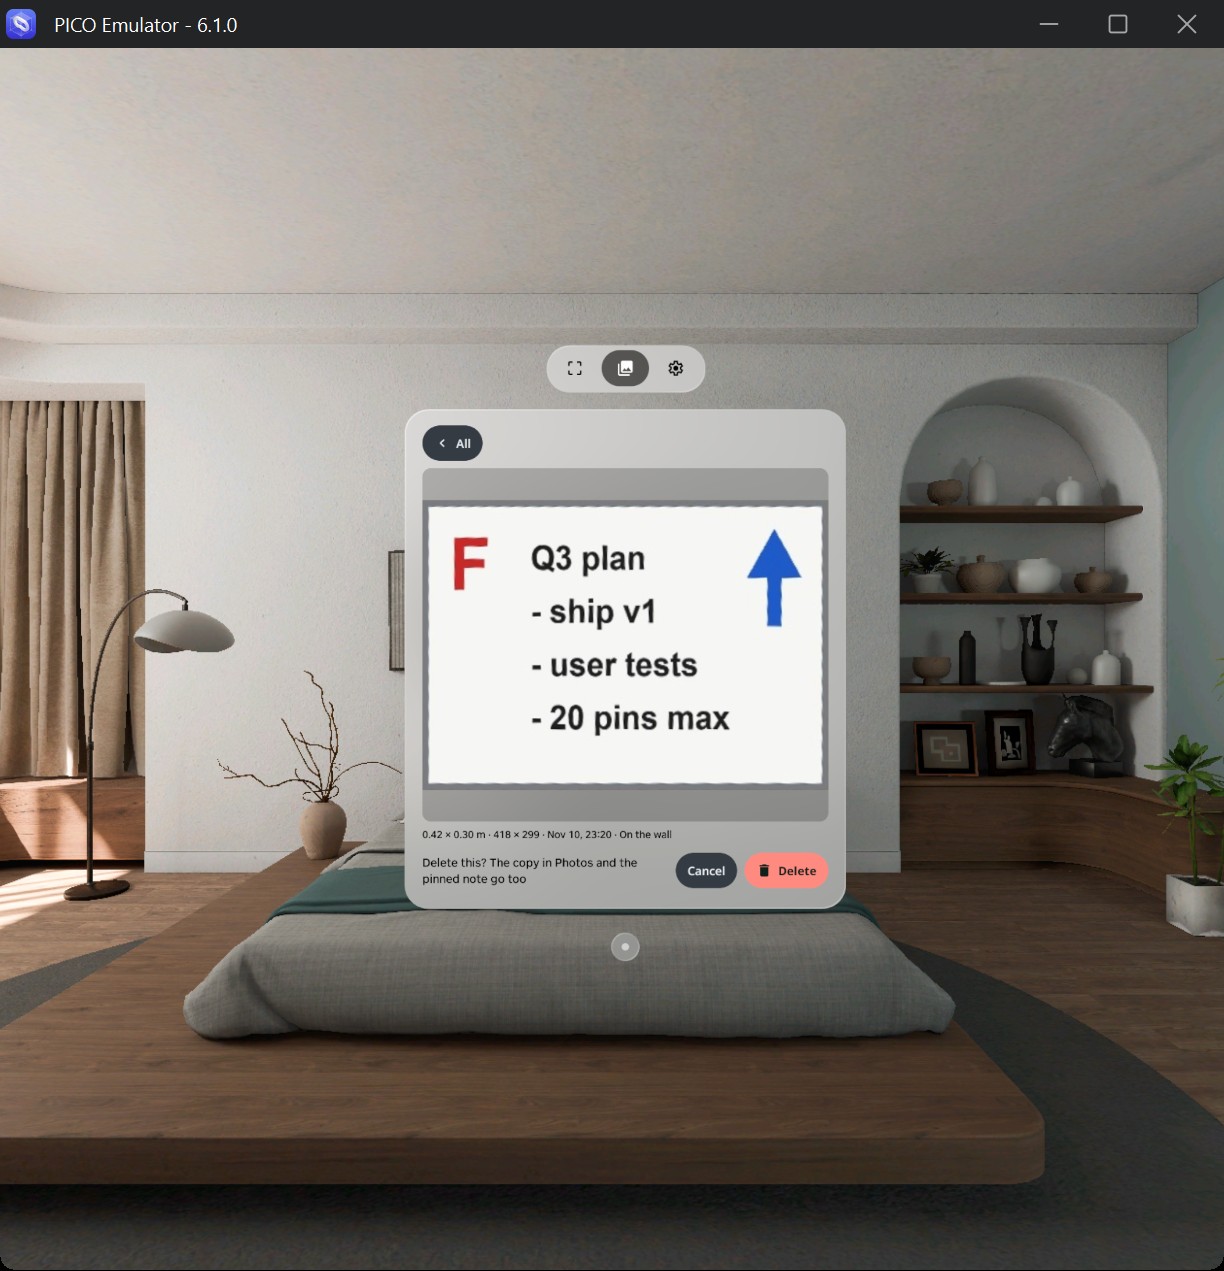 PICO Emulator - 6.1.0
All
F
Q3 plan
- ship v1
- user tests
- 20 pins max
0.42 × 0.30 m · 418 × 299 · Nov 10, 23:20 · On the wall
Delete this? The copy in Photos and the
pinned note go too
Cancel
Delete